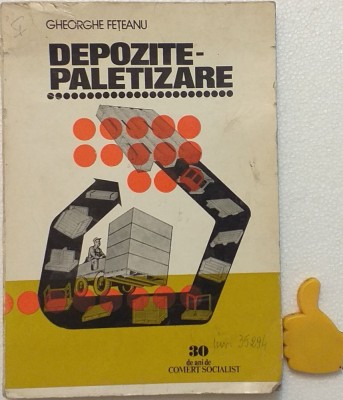 GHEORGHE FEȚEANU
DEPOZITE-
PALETIZARE
30
de ani de
COMERȚ SOCIALIST